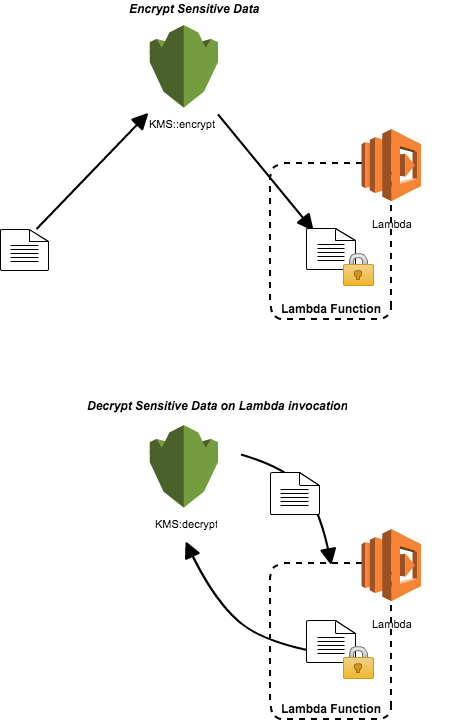 Encrypt Sensitive Data
KMS::encrypt
Lambda
Lambda Function
Decrypt Sensitive Data on Lambda invocation
KMS:decrypt
Lambda
Lambda Function